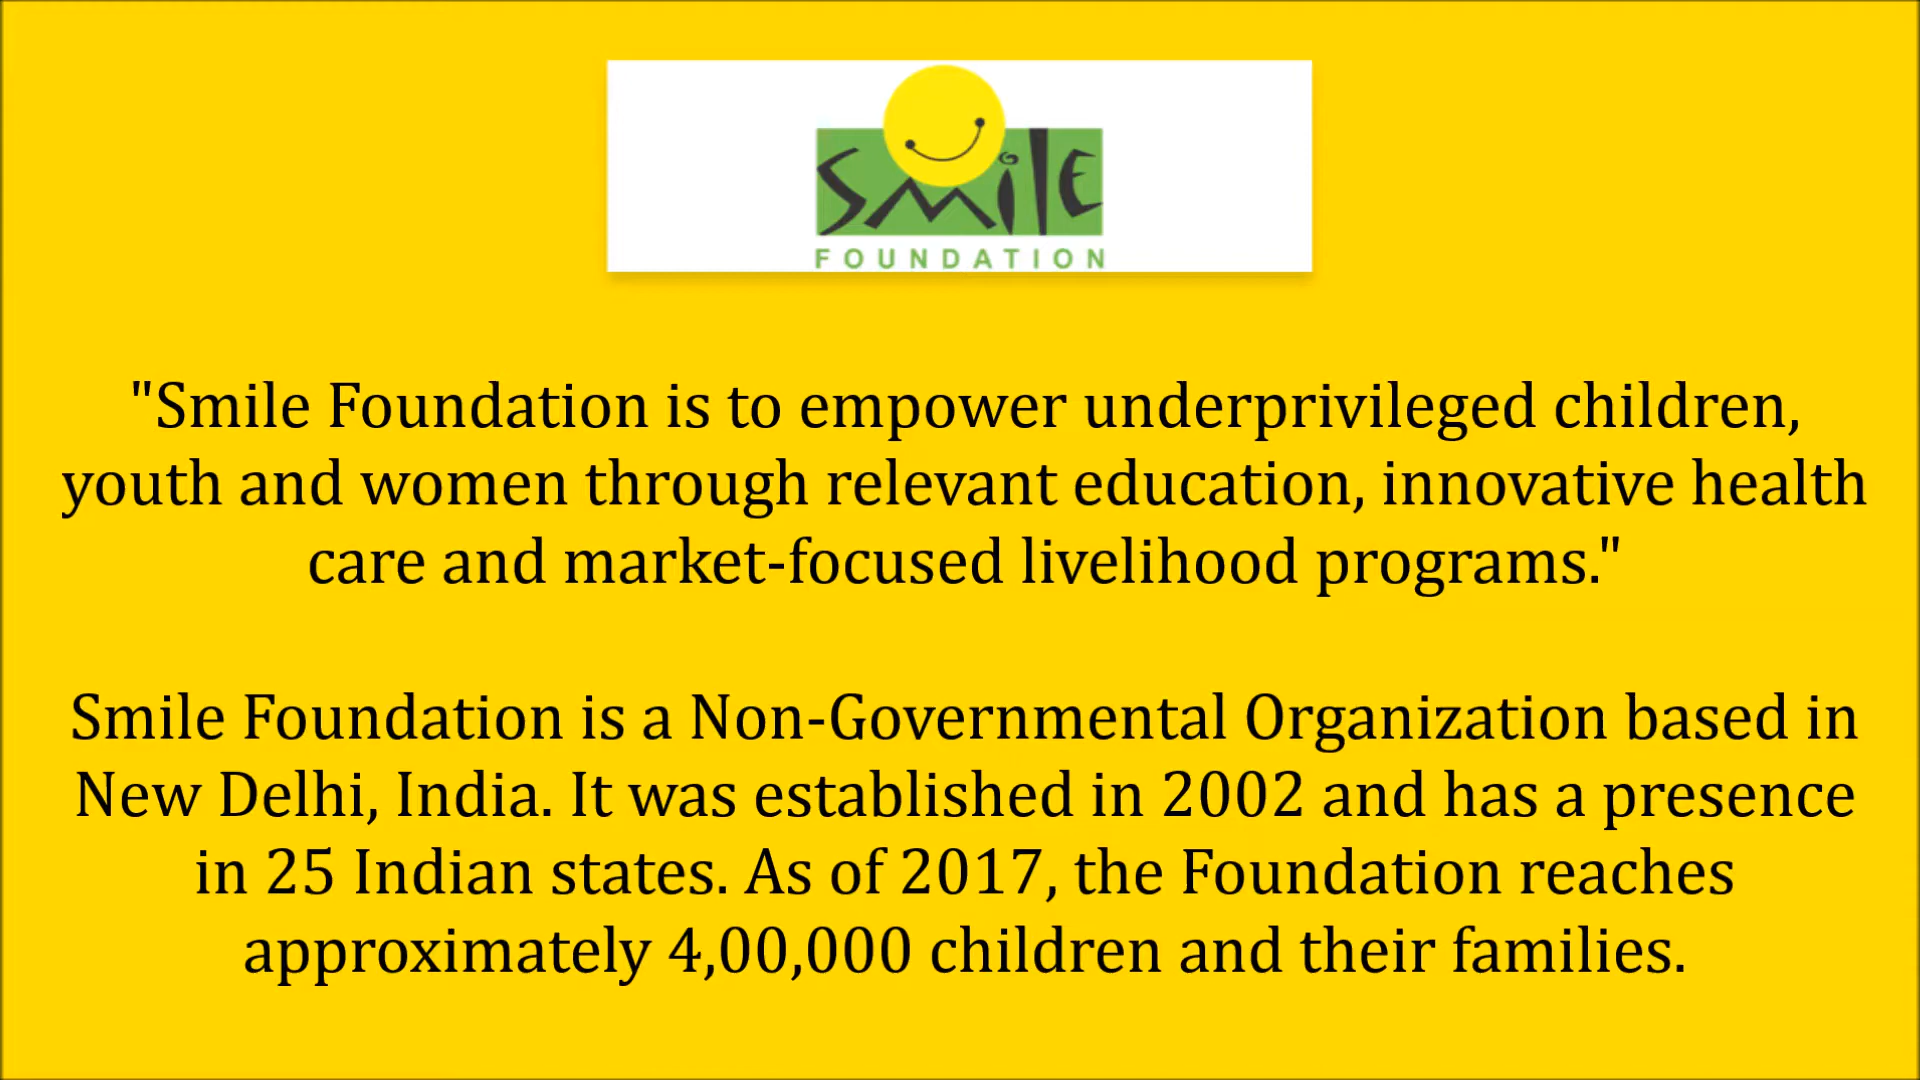 SMILE
FOUNDATION
"Smile Foundation is to empower underprivileged children,
youth and women through relevant education, innovative health
care and market-focused livelihood programs."
Smile Foundation is a Non-Governmental Organization based in
New Delhi, India. It was established in 2002 and has a presence
in 25 Indian states. As of 2017, the Foundation reaches
approximately 4,00,000 children and their families.